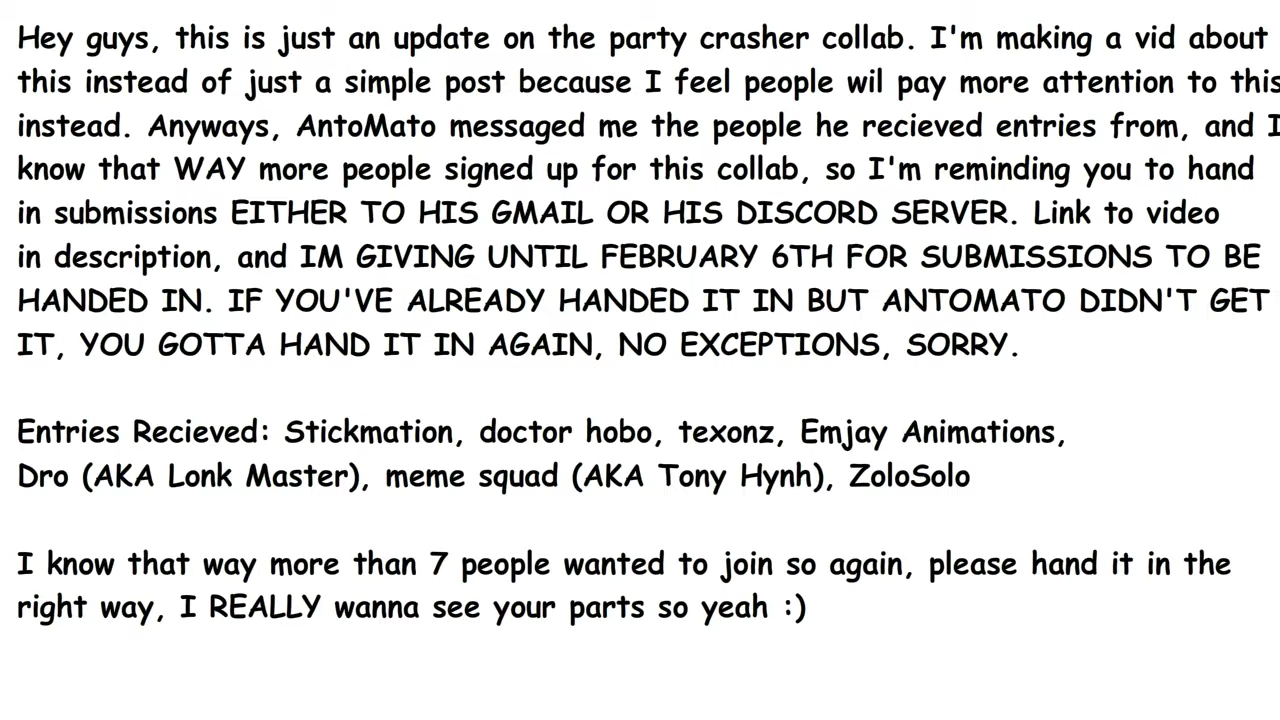 Hey guys, this is just an update on the party crasher collab. I'm making a vid about
this instead of just a simple post because I feel people wil pay more attention to this
instead. Anyways, AntoMato messaged me the people he recieved entries from, and I
know that WAY more people signed up for this collab, so I'm reminding you to hand
in submissions EITHER TO HIS GMAIL OR HIS DISCORD SERVER. Link to video
in description, and IM GIVING UNTIL FEBRUARY 6TH FOR SUBMISSIONS TO BE
HANDED IN. IF YOU'VE ALREADY HANDED IT IN BUT ANTOMATO DIDN'T GET
IT, YOU GOTTA HAND IT IN AGAIN, NO EXCEPTIONS, SORRY.
Entries Recieved: Stickmation, doctor hobo, texonz, Emjay Animations,
Dro (AKA Lonk Master), meme squad (AKA Tony Hynh), ZoloSolo
I know that way more than 7 people wanted to join so again, please hand it in the
right way, I REALLY wanna see your parts so yeah :)